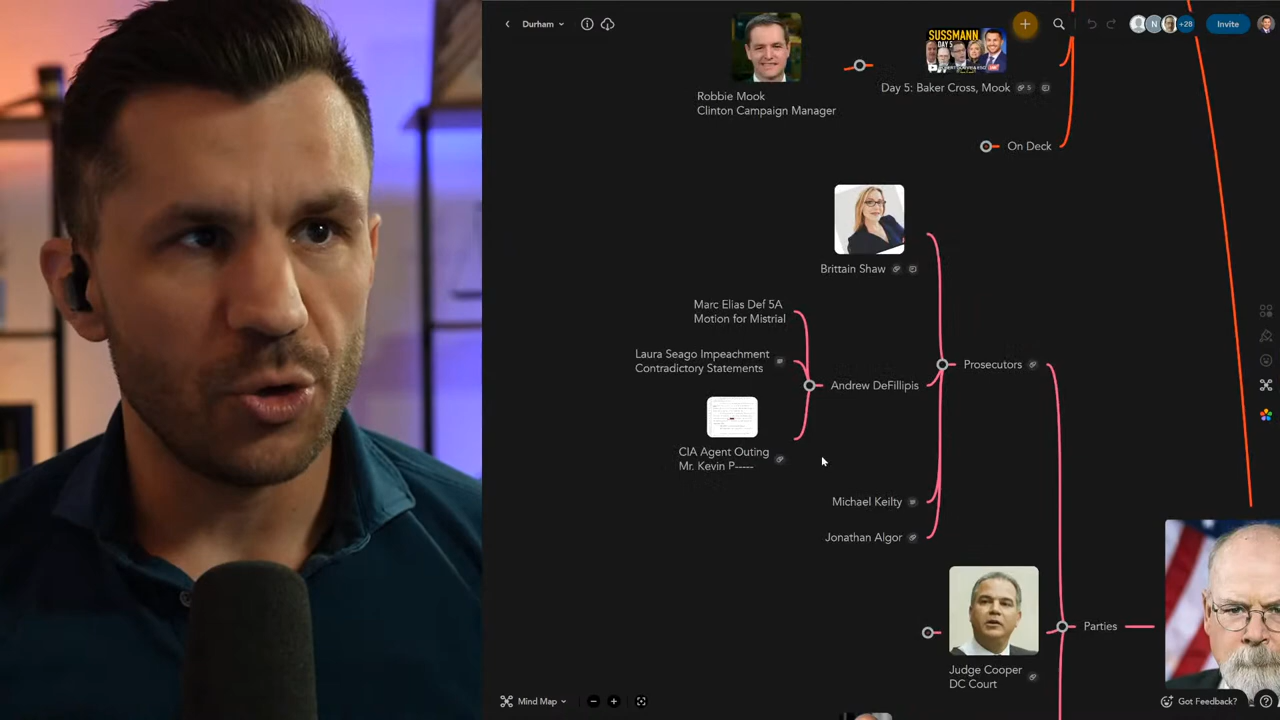 Durham
+28
Invite
SUSSMANN
DAY 5
Robbie Mook
Clinton Campaign Manager
Day 5: Baker Cross, Mook
5
On Deck
Brittain Shaw
Marc Elias Def 5A
Motion for Mistrial
Laura Seago Impeachment
Contradictory Statements
Andrew DeFillipis
Prosecutors
CIA Agent Outing
Mr. Kevin P-----
Michael Keilty
Jonathan Algor
Judge Cooper
DC Court
Parties
Mind Map
Got Feedback?